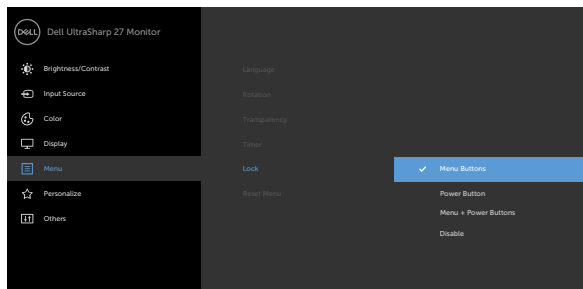 DELL Dell UltraSharp 27 Monitor
Brightness/Contrast
Input Source
Color
Display
Menu
Personalize
Others
Language
Rotation
Transparency
Timer
Lock
Reset Menu
Menu Buttons
Power Button
Menu + Power Buttons
Disable